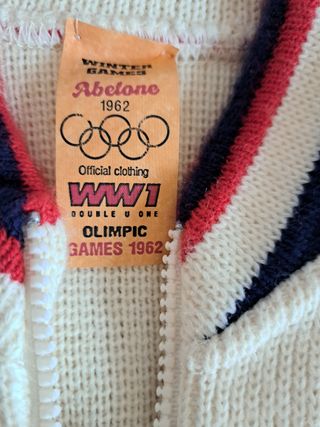 WINTER
GAMES
Abetone
1962
Official clothing
WW1
DOUBLE U ONE
OLIMPIC
GAMES 1962